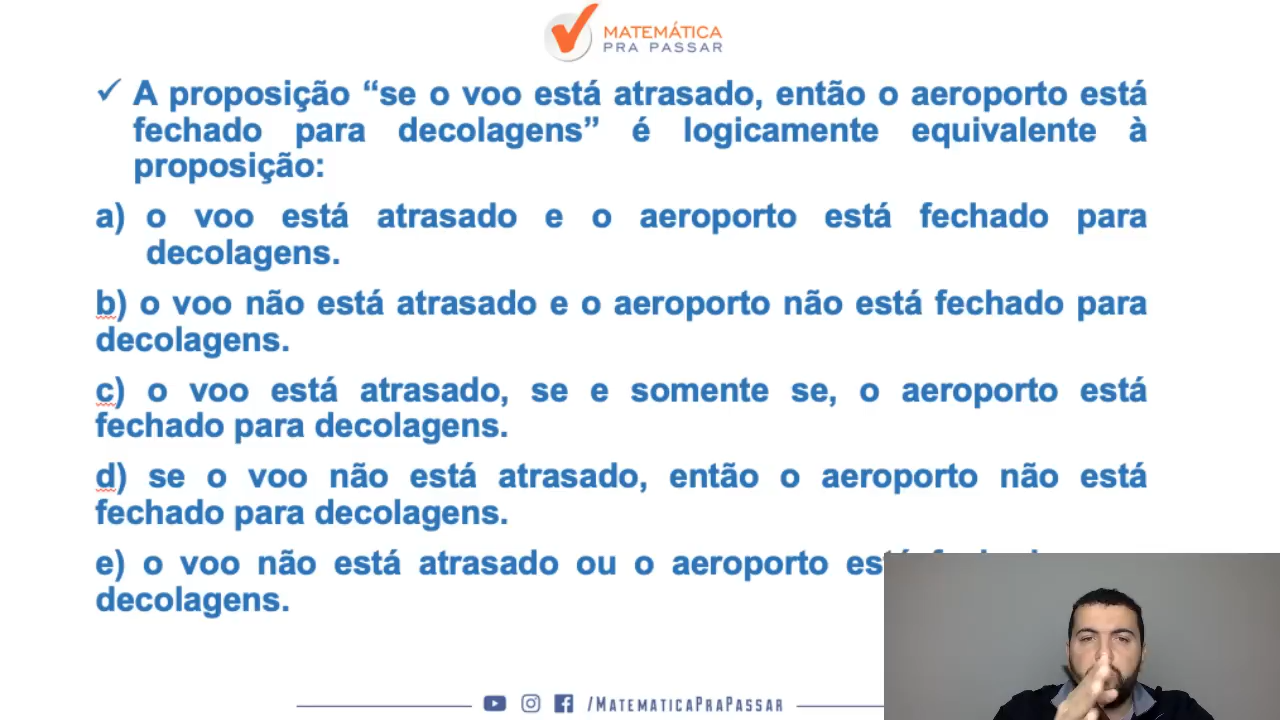 MATEMÁTICA
PRA PASSAR
✓ A proposição “se o voo está atrasado, então o aeroporto está
fechado para decolagens” é logicamente equivalente à
proposição:
a) o voo está atrasado e o aeroporto está fechado para
decolagens.
b) o voo não está atrasado e o aeroporto não está fechado para
decolagens.
c) o voo está atrasado, se e somente se, o aeroporto está
fechado para decolagens.
d) se o voo não está atrasado, então o aeroporto não está
fechado para decolagens.
e) o voo não está atrasado ou o aeroporto está
decolagens.
/MatematicaPraPassar